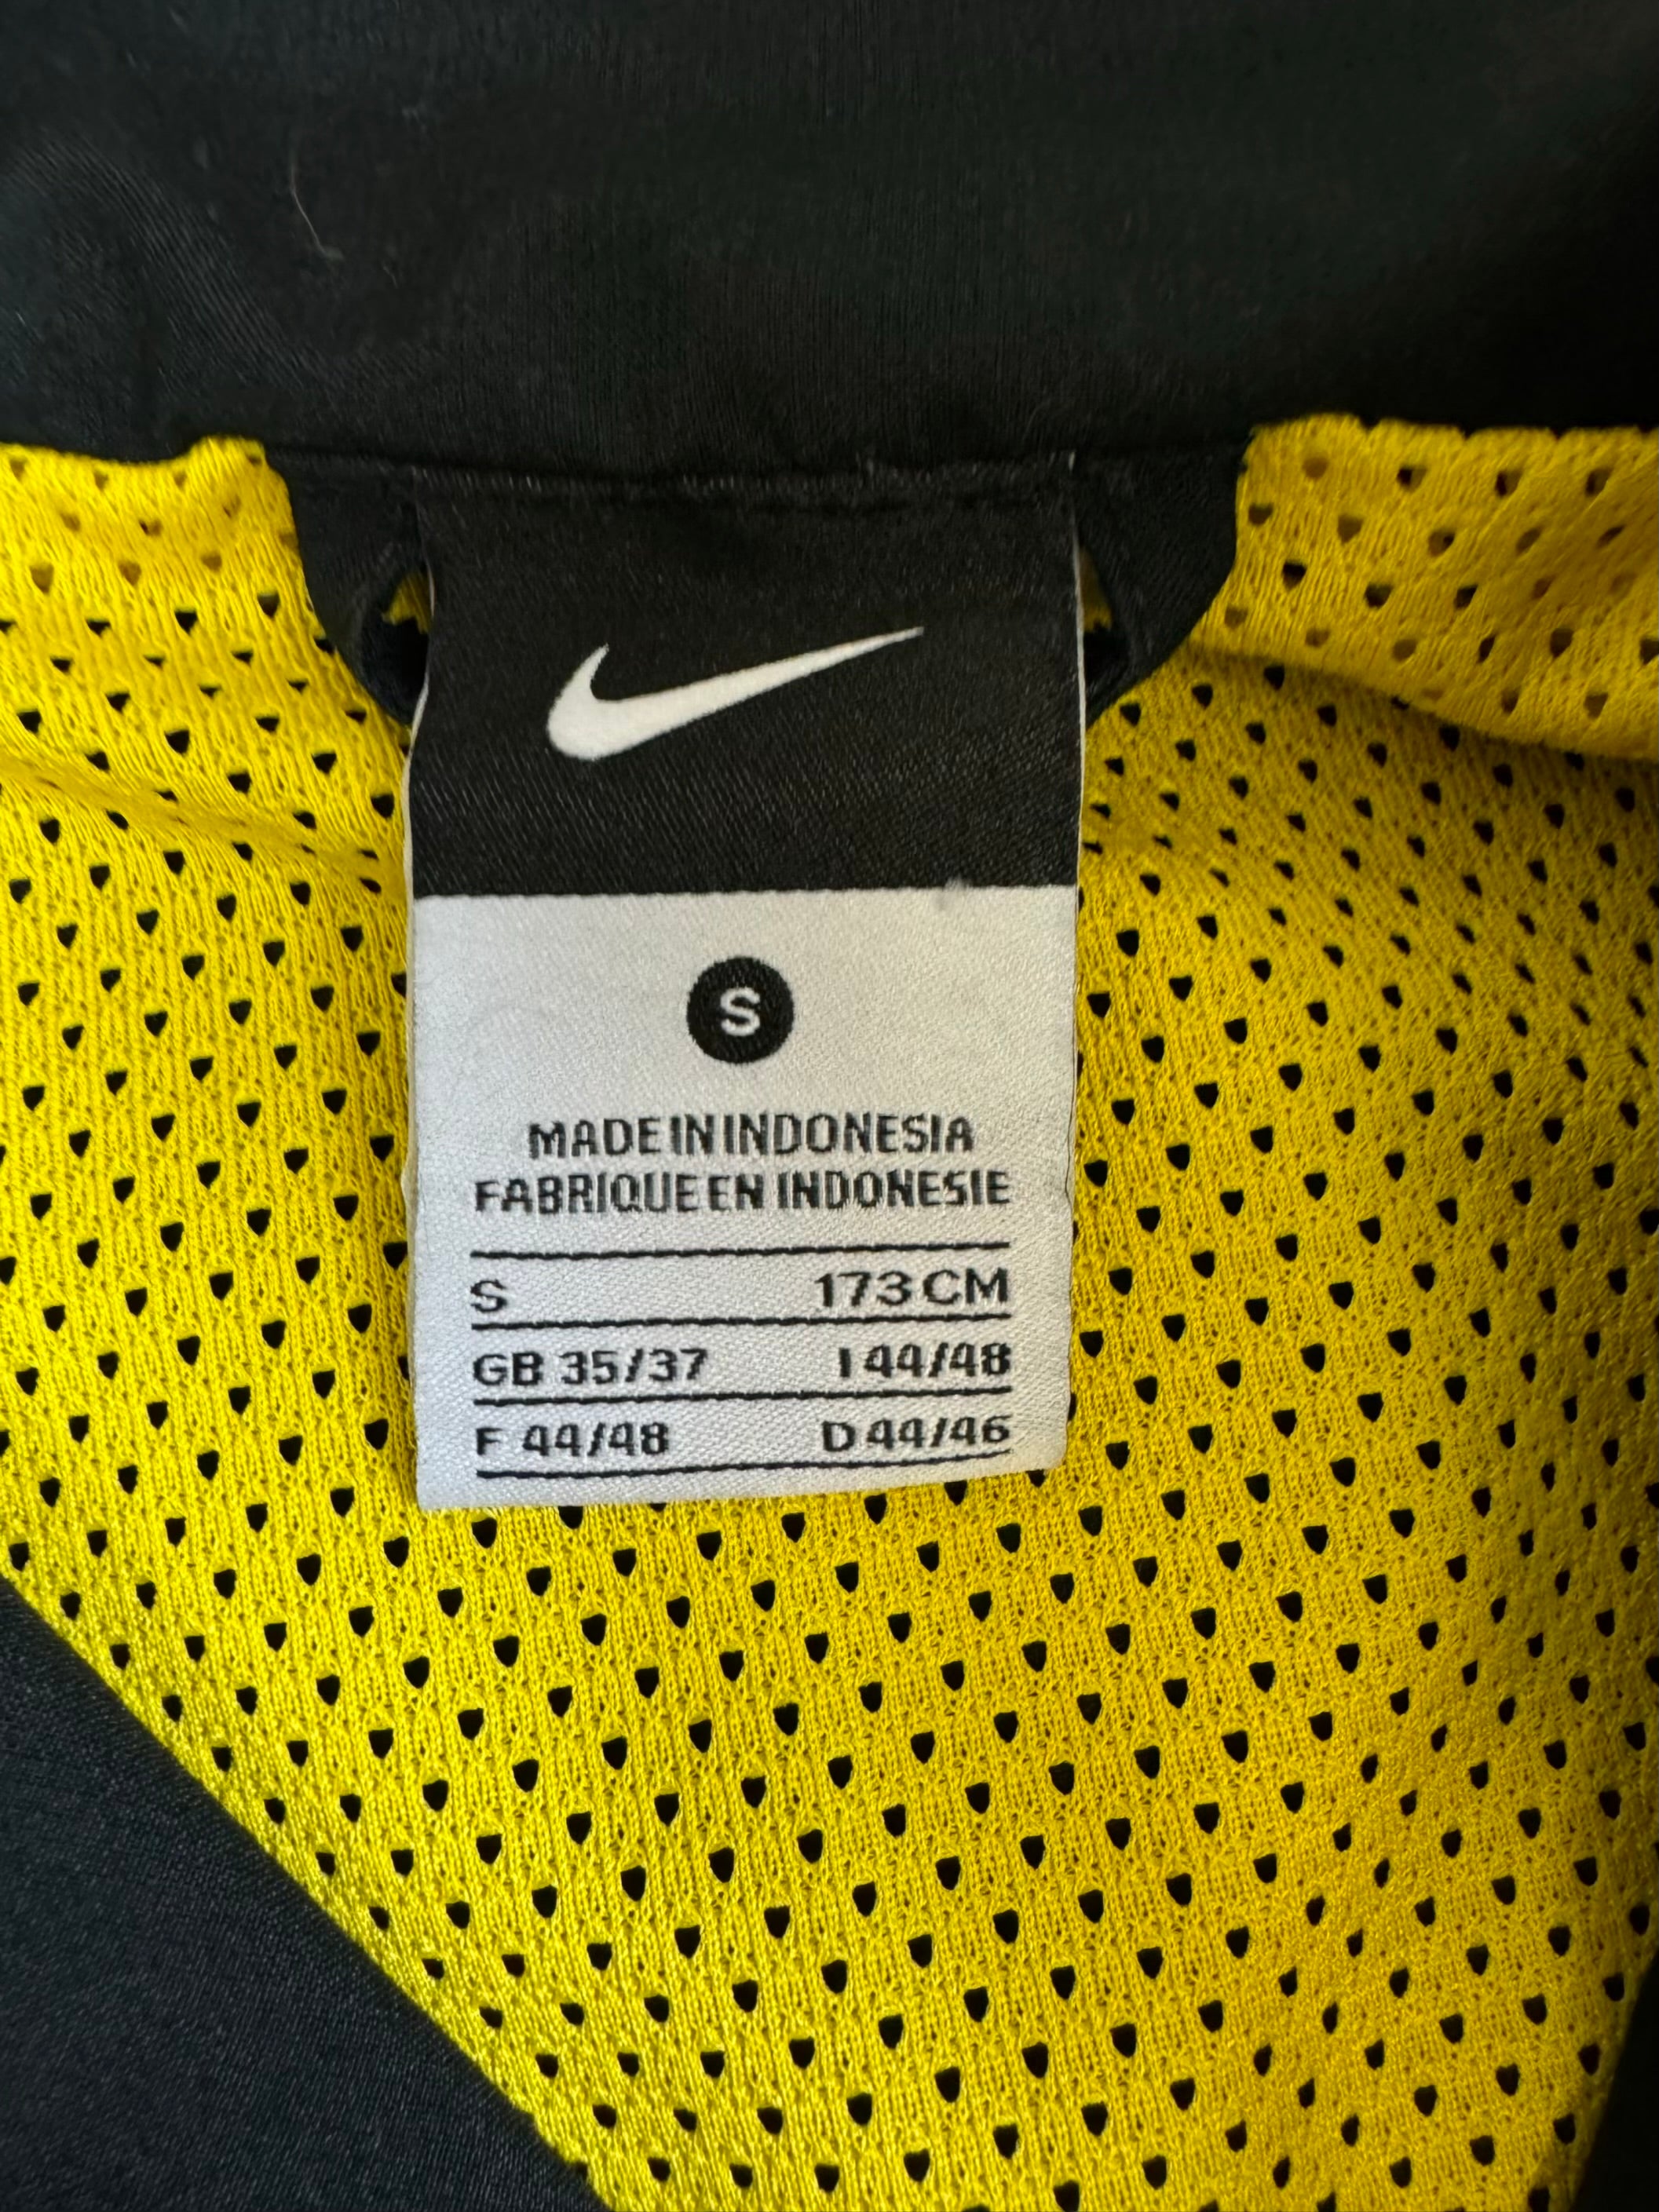 S
MADE IN INDONESIA
FABRIQUE EN INDONESIE
S 173 CM
GB 35/37 I 44/48
F 44/48 D 44/46